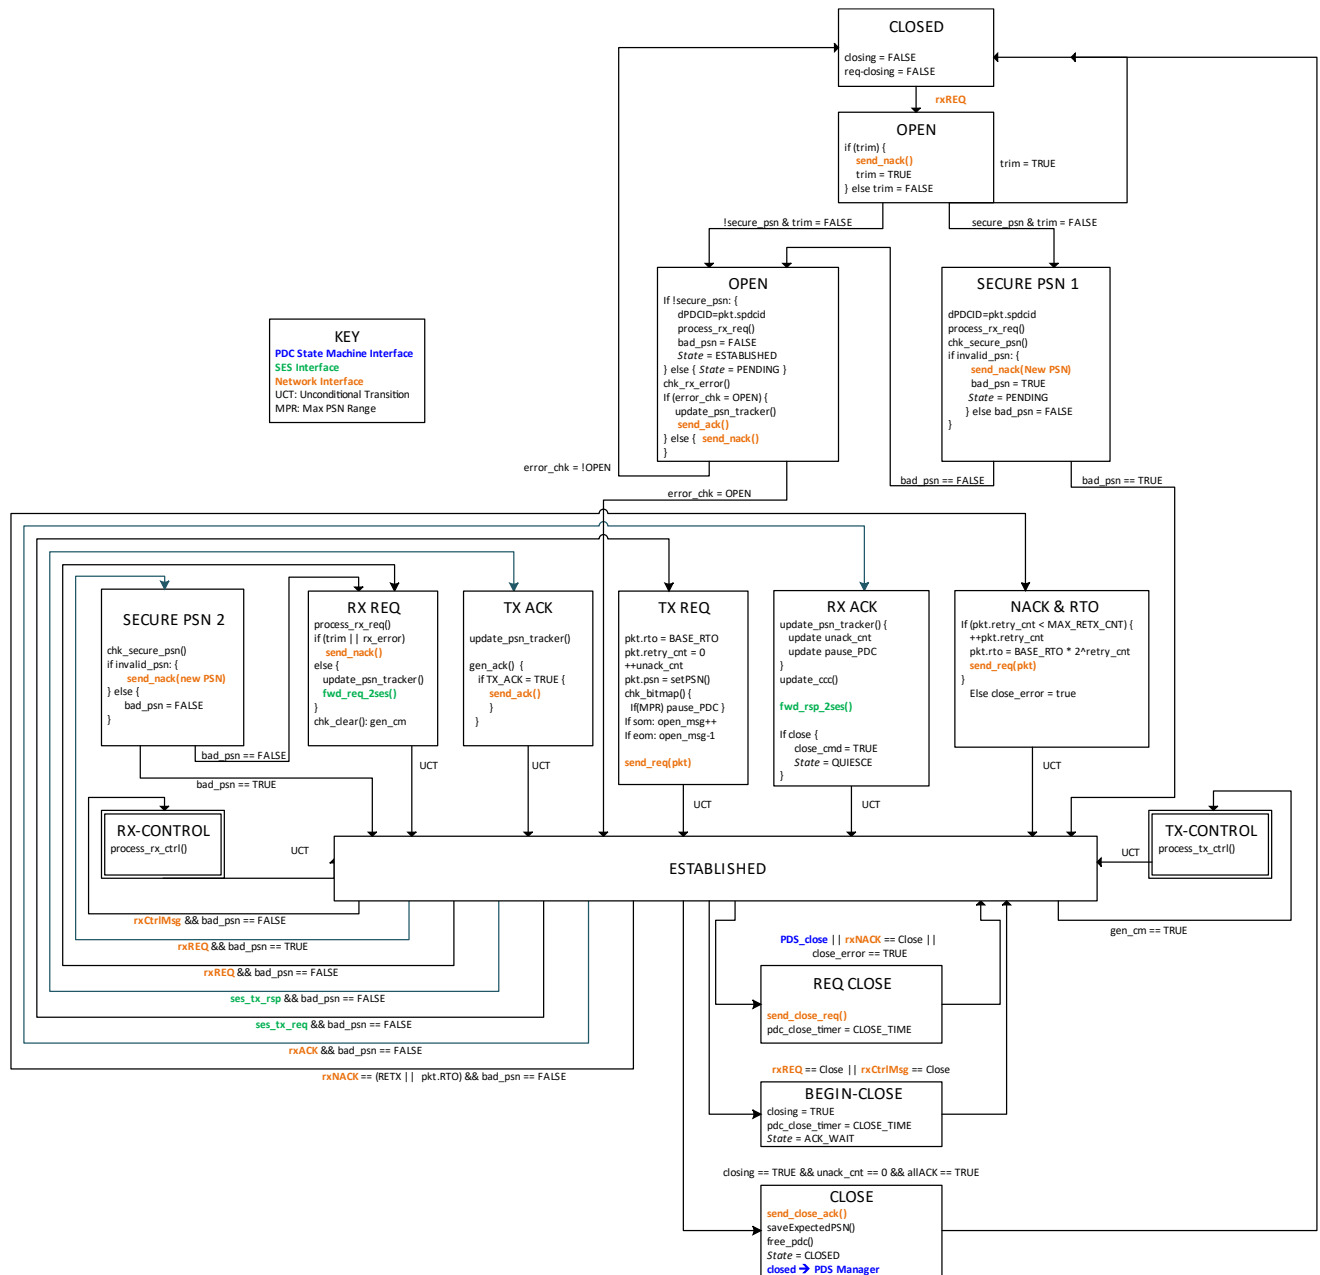 CLOSED
closing = FALSE
req-closing = FALSE
rxREQ
OPEN
if (trim) {
send_nack()
trim = TRUE
} else trim = FALSE
trim = TRUE
!secure_psn & trim = FALSE
secure_psn & trim = FALSE
OPEN
If !secure_psn: {
dPDCID=pkt.spdcid
process_rx_req()
bad_psn = FALSE
State = ESTABLISHED
} else { State = PENDING }
chk_rx_error()
If (error_chk = OPEN) {
update_psn_tracker()
send_ack()
} else { send_nack()
}
SECURE PSN 1
dPDCID=pkt.spdcid
process_rx_req()
chk_secure_psn()
if invalid_psn: {
send_nack(New PSN)
bad_psn = TRUE
State = PENDING
} else bad_psn = FALSE
}
KEY
PDC State Machine Interface
SES Interface
Network Interface
UCT: Unconditional Transition
MPR: Max PSN Range
error_chk = !OPEN
error_chk = OPEN
bad_psn == FALSE
bad_psn == TRUE
SECURE PSN 2
chk_secure_psn()
if invalid_psn: {
send_nack(new PSN)
} else {
bad_psn = FALSE
}
RX REQ
process_rx_req()
if (trim || rx_error)
send_nack()
else {
update_psn_tracker()
fwd_req_2ses()
}
chk_clear(): gen_cm
TX ACK
update_psn_tracker()
gen_ack() {
if TX_ACK = TRUE {
send_ack()
}
}
TX REQ
pkt.rto = BASE_RTO
pkt.retry_cnt = 0
++unack_cnt
pkt.psn = setPSN()
chk_bitmap() {
If(MPR) pause_PDC }
If som: open_msg++
If eom: open_msg-1
send_req(pkt)
RX ACK
update_psn_tracker() {
update unack_cnt
update pause_PDC
}
update_ccc()
fwd_rsp_2ses()
If close {
close_cmd = TRUE
State = QUIESCE
}
NACK & RTO
If (pkt.retry_cnt < MAX_RETX_CNT) {
++pkt.retry_cnt
pkt.rto = BASE_RTO * 2^retry_cnt
send_req(pkt)
}
Else close_error = true
bad_psn == FALSE
bad_psn == TRUE
UCT
UCT
UCT
UCT
UCT
RX-CONTROL
process_rx_ctrl()
UCT
ESTABLISHED
UCT
TX-CONTROL
process_tx_ctrl()
rxCtrlMsg && bad_psn == FALSE
rxREQ && bad_psn == TRUE
rxREQ && bad_psn == FALSE
ses_tx_rsp && bad_psn == FALSE
ses_tx_req && bad_psn == FALSE
rxACK && bad_psn == FALSE
rxNACK == (RETX || pkt.RTO) && bad_psn == FALSE
gen_cm == TRUE
PDS_close || rxNACK == Close ||
close_error == TRUE
REQ CLOSE
send_close_req()
pdc_close_timer = CLOSE_TIME
rxREQ == Close || rxCtrlMsg == Close
BEGIN-CLOSE
closing = TRUE
pdc_close_timer = CLOSE_TIME
State = ACK_WAIT
closing == TRUE && unack_cnt == 0 && allACK == TRUE
CLOSE
send_close_ack()
saveExpectedPSN()
free_pdc()
State = CLOSED
closed → PDS Manager